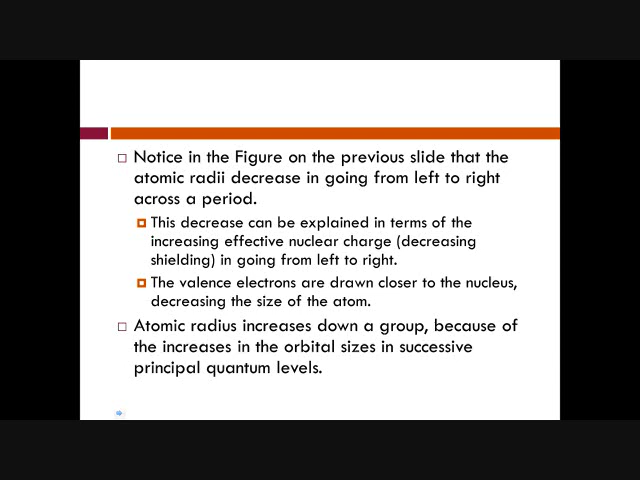 Notice in the Figure on the previous slide that the
atomic radii decrease in going from left to right
across a period.
This decrease can be explained in terms of the
increasing effective nuclear charge (decreasing
shielding) in going from left to right.
The valence electrons are drawn closer to the nucleus,
decreasing the size of the atom.
Atomic radius increases down a group, because of
the increases in the orbital sizes in successive
principal quantum levels.